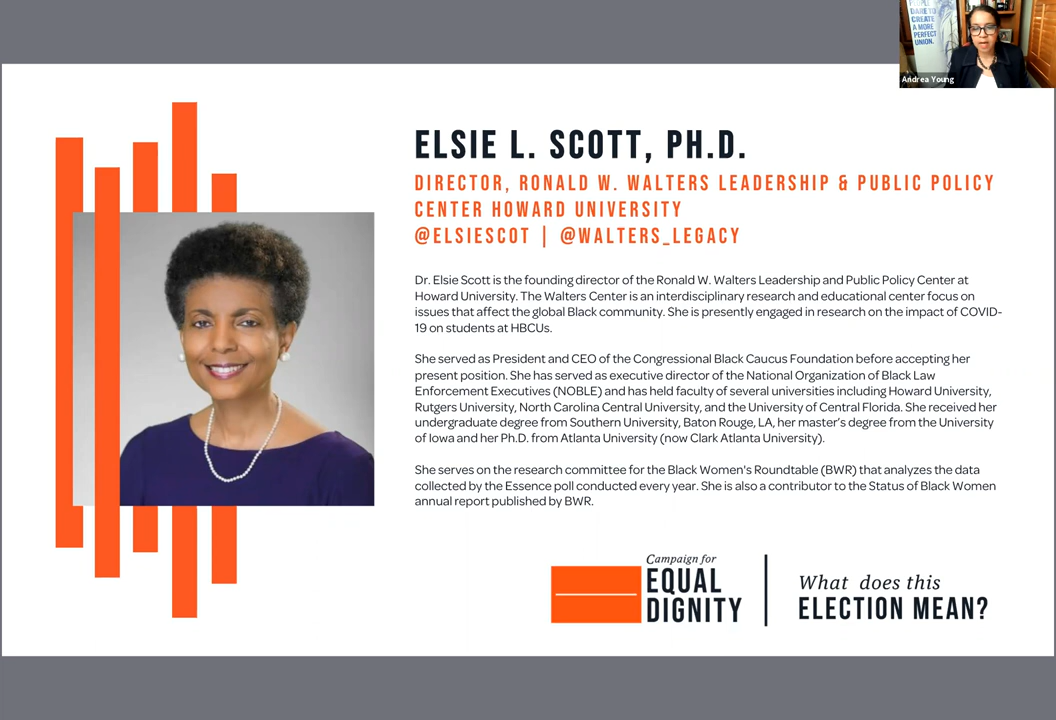 PEOPLE
DARE TO
CREATE
A MORE
PERFECT
UNION.
Andrea Young
ELSIE L. SCOTT, PH.D.
DIRECTOR, RONALD W. WALTERS LEADERSHIP & PUBLIC POLICY
CENTER HOWARD UNIVERSITY
@ELSIESCOT | @WALTERS_LEGACY
Dr. Elsie Scott is the founding director of the Ronald W. Walters Leadership and Public Policy Center at
Howard University. The Walters Center is an interdisciplinary research and educational center focus on
issues that affect the global Black community. She is presently engaged in research on the impact of COVID-
19 on students at HBCUs.
She served as President and CEO of the Congressional Black Caucus Foundation before accepting her
present position. She has served as executive director of the National Organization of Black Law
Enforcement Executives (NOBLE) and has held faculty of several universities including Howard University,
Rutgers University, North Carolina Central University, and the University of Central Florida. She received her
undergraduate degree from Southern University, Baton Rouge, LA, her master's degree from the University
of Iowa and her Ph.D. from Atlanta University (now Clark Atlanta University).
She serves on the research committee for the Black Women's Roundtable (BWR) that analyzes the data
collected by the Essence poll conducted every year. She is also a contributor to the Status of Black Women
annual report published by BWR.
Campaign for
EQUAL
DIGNITY
What does this
ELECTION MEAN?